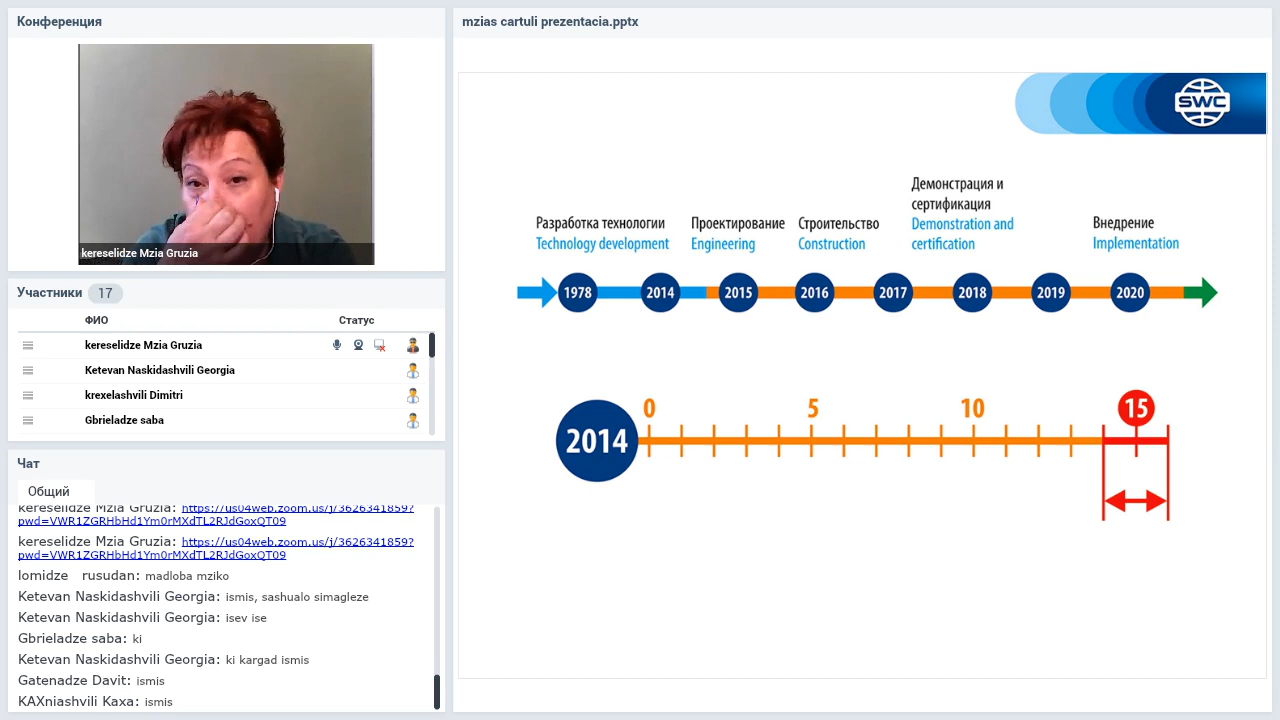 Конференция
kereselidze Mzia Gruzia
Участники 17
ФИО Статус
kereselidze Mzia Gruzia
Ketevan Naskidashvili Georgia
krexelashvili Dimitri
Gbrieladze saba
Чат
Общий
kereselidze Mzia Gruzia: https://us04web.zoom.us/j/3626341859?
pwd=VWR1ZGRHbHd1Ym0rMXdTL2RJdGoxQT09
kereselidze Mzia Gruzia: https://us04web.zoom.us/j/3626341859?
pwd=VWR1ZGRHbHd1Ym0rMXdTL2RJdGoxQT09
lomidze rusudan: madloba mziko
Ketevan Naskidashvili Georgia: ismis, sashualo simagleze
Ketevan Naskidashvili Georgia: isev ise
Gbrieladze saba: ki
Ketevan Naskidashvili Georgia: ki kargad ismis
Gatenadze Davit: ismis
KAXniashvili Kaxa: ismis
mzias cartuli prezentacia.pptx
SWC
Разработка технологии
Technology development
Проектирование
Engineering
Строительство
Construction
Демонстрация и
сертификация
Demonstration and
certification
Внедрение
Implementation
1978 2014 2015 2016 2017 2018 2019 2020
0 5 10 15
2014